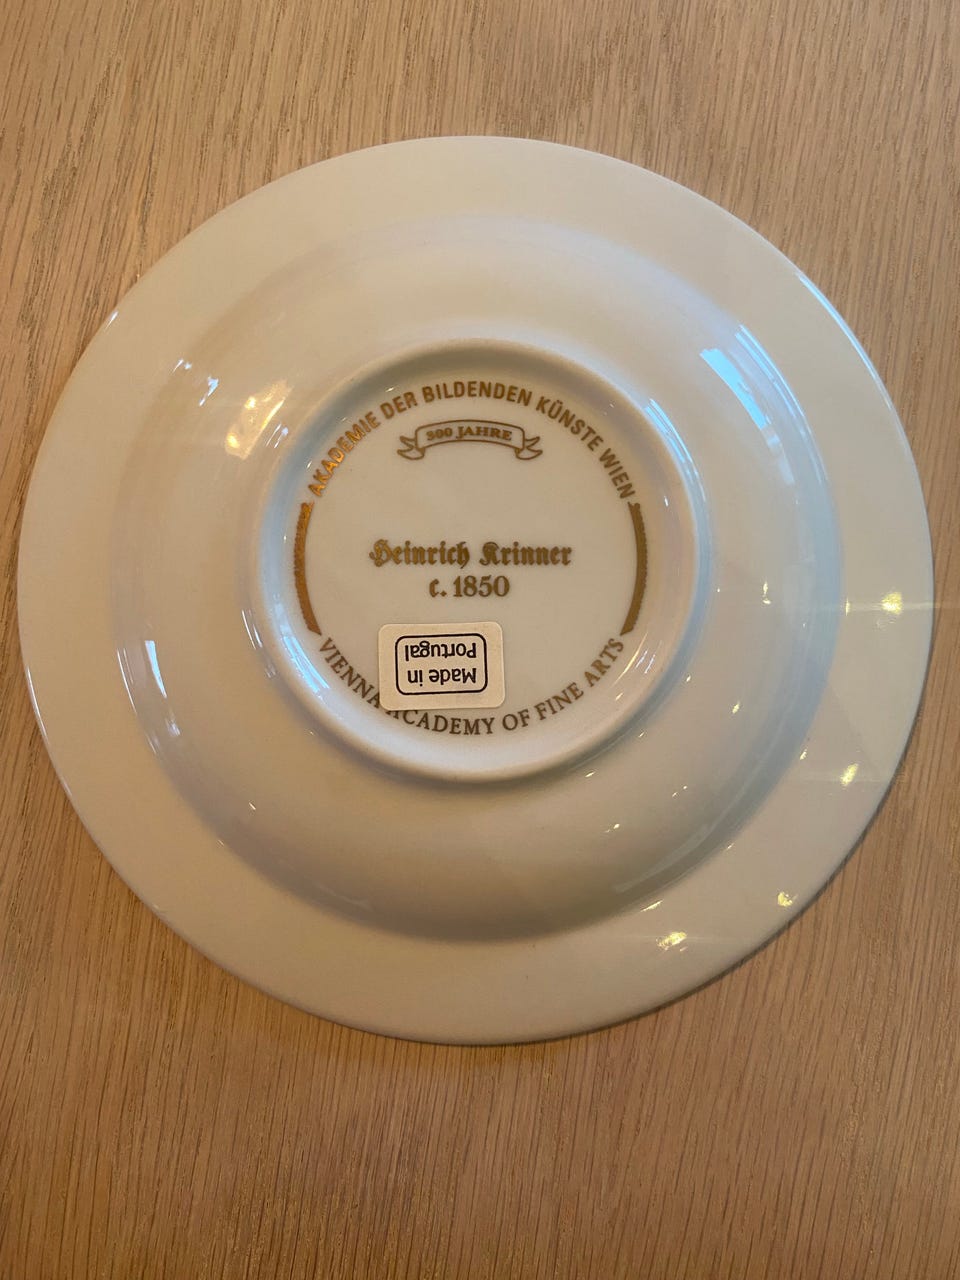 AKADEMIE DER BILDENDEN KÜNSTE WIEN
300 JAHRE
Heinrich Krinner
c. 1850
Made in
Portugal
VIENNA ACADEMY OF FINE ARTS